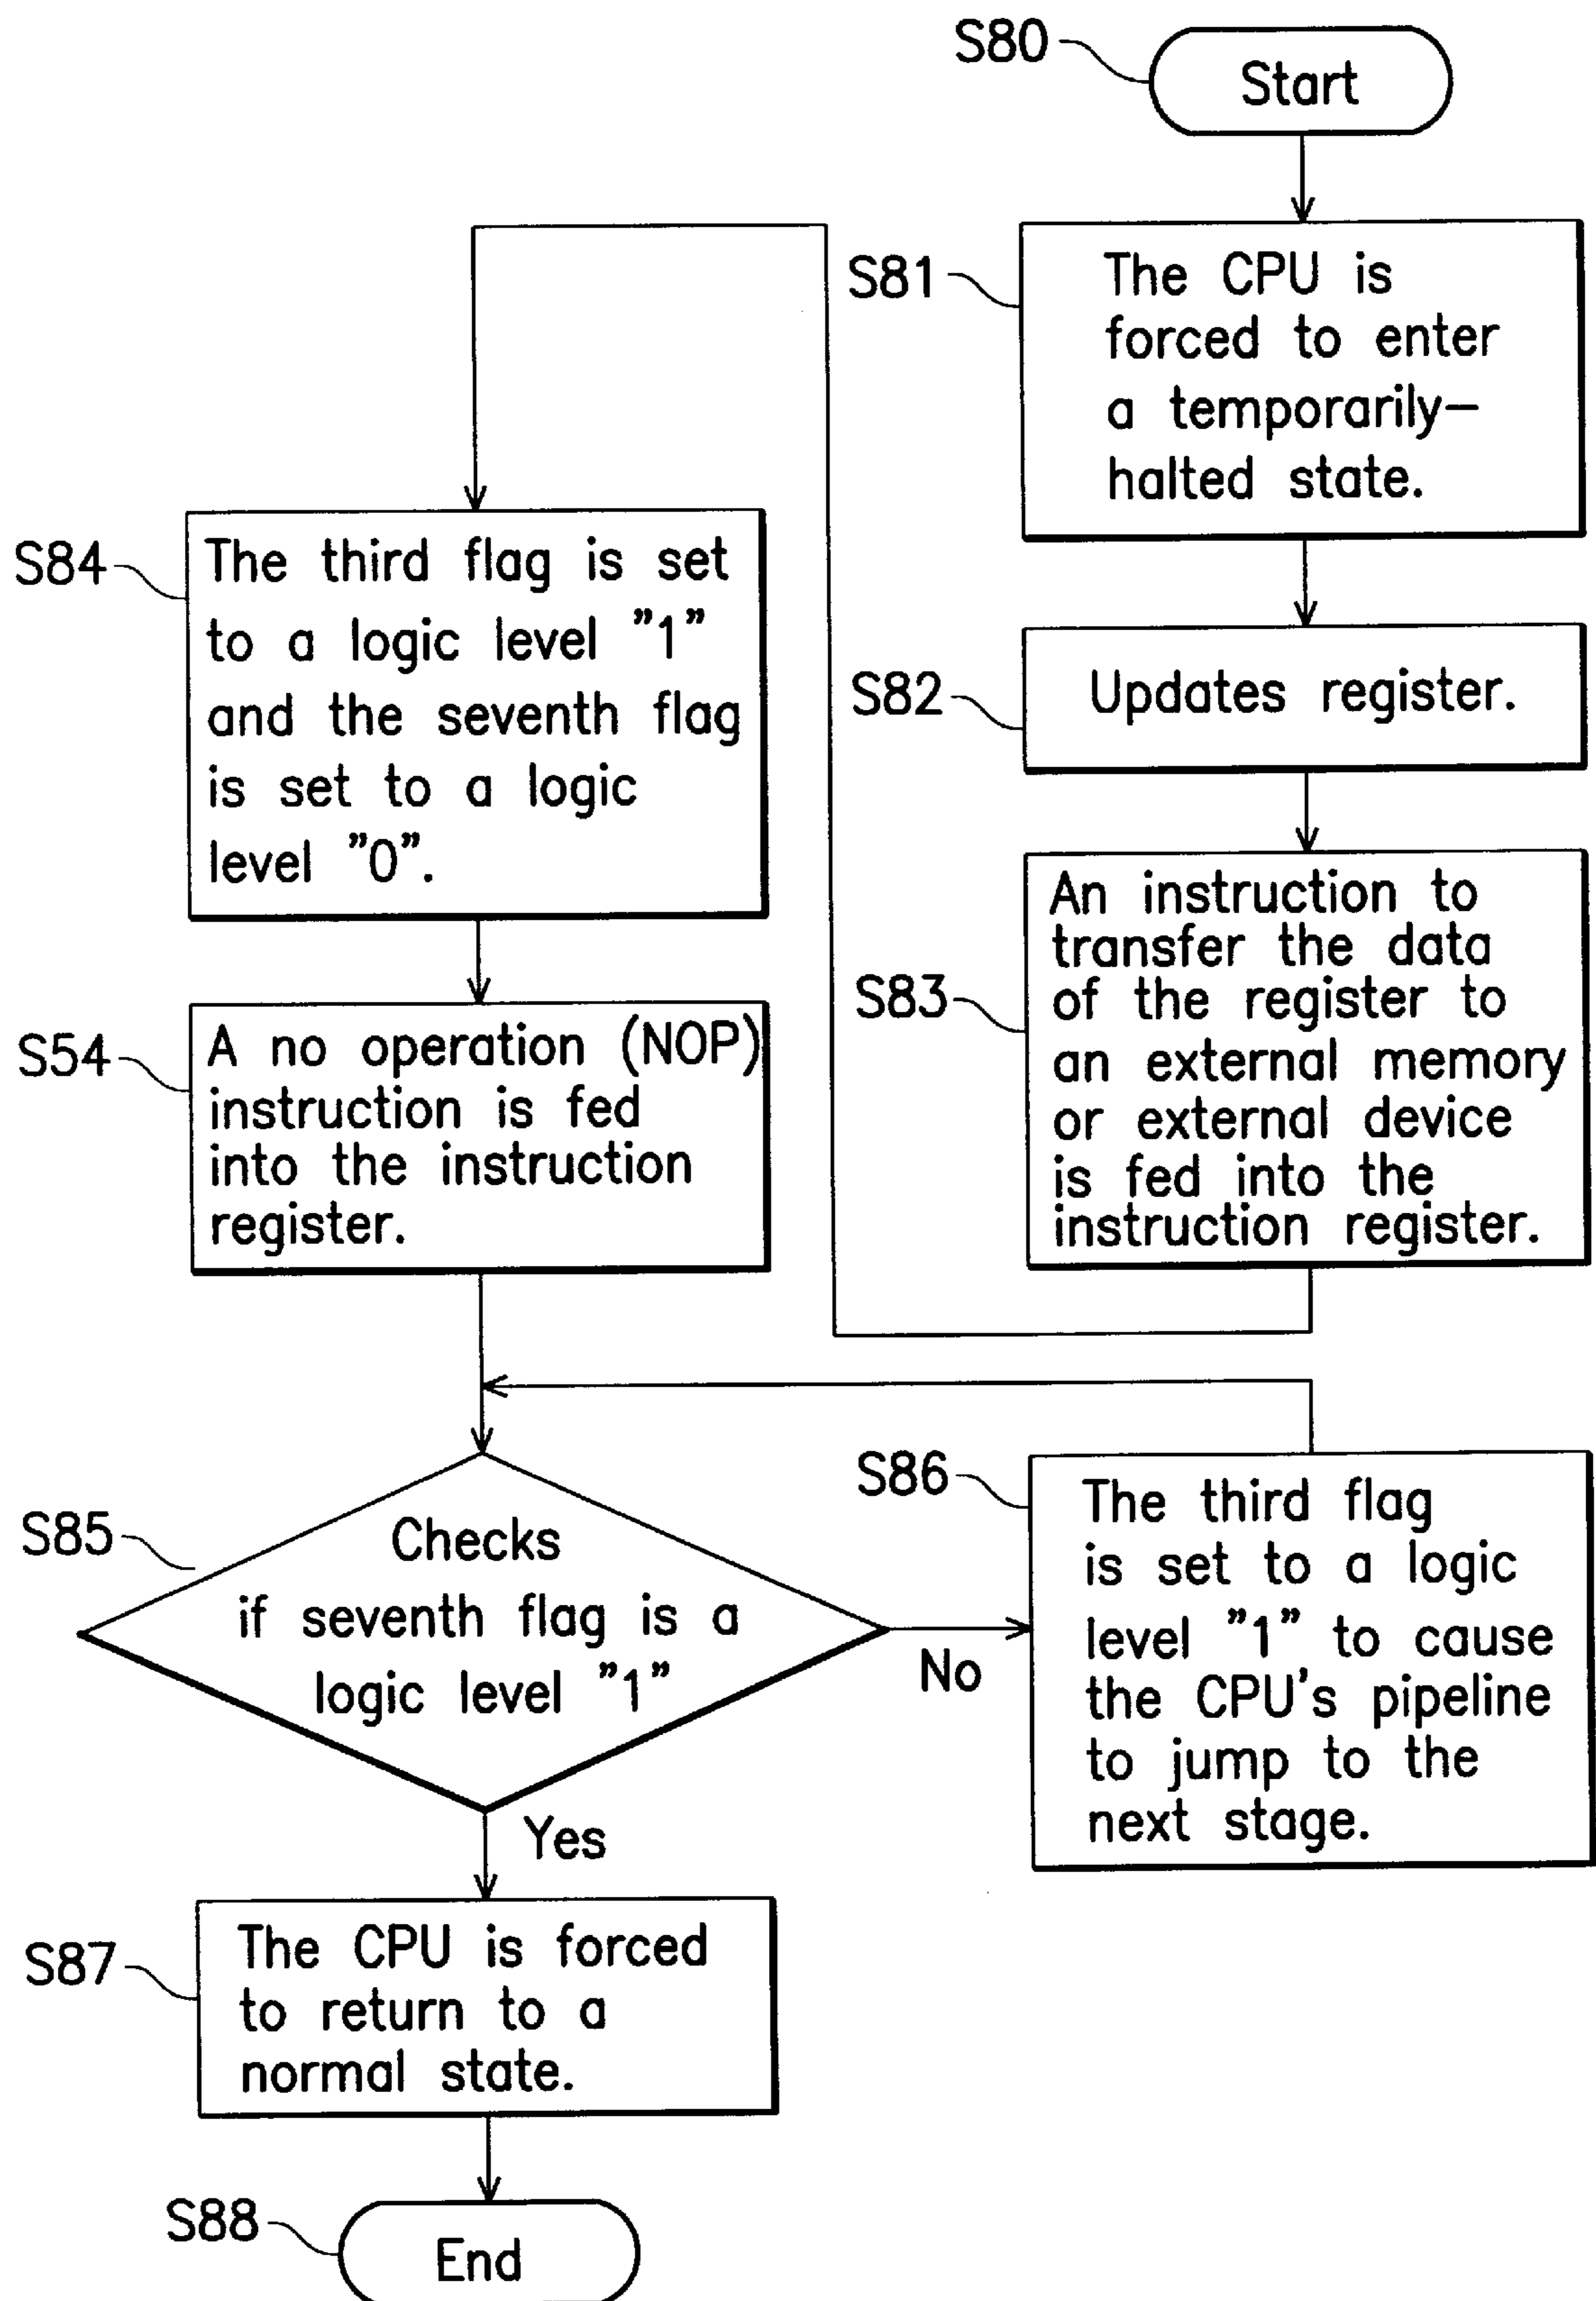 S80
Start
S81
The CPU is
forced to enter
a temporarily–
halted state.
S82
Updates register.
S83
An instruction to
transfer the data
of the register to
an external memory
or external device
is fed into the
instruction register.
S84
The third flag is set
to a logic level ”1”
and the seventh flag
is set to a logic
level ”0”.
S54
A no operation (NOP)
instruction is fed
into the instruction
register.
S85
Checks
if seventh flag is a
logic level ”1”
No
S86
The third flag
is set to a logic
level ”1” to cause
the CPU's pipeline
to jump to the
next stage.
Yes
S87
The CPU is forced
to return to a
normal state.
S88
End